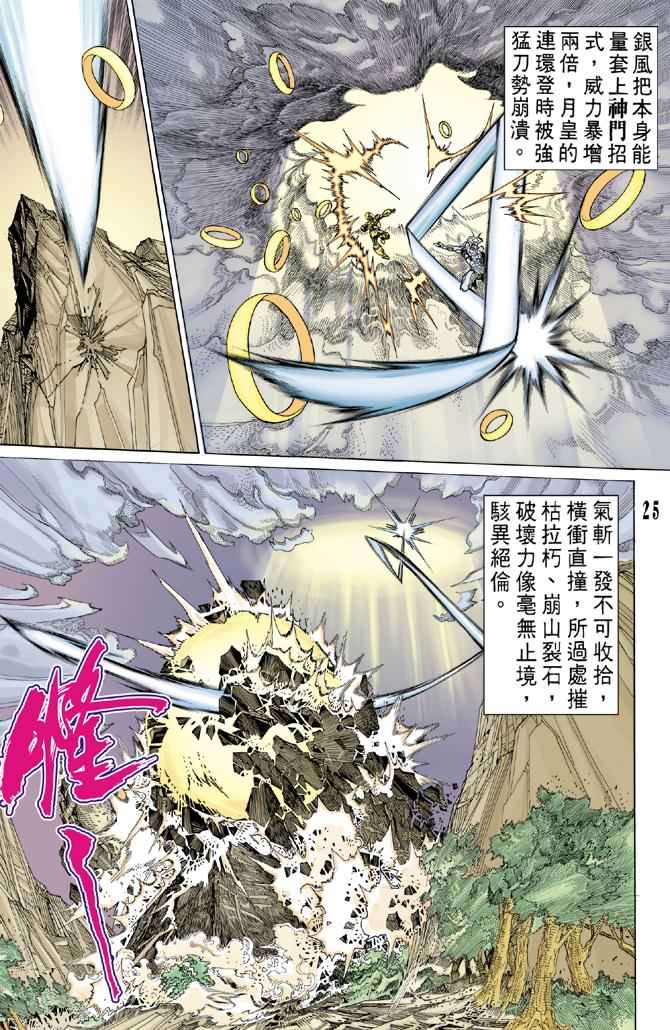 銀風把本身能
量套上神門招
式，威力暴增
兩倍，月皇的
連環登時被強
猛刀勢崩潰。
氣斬一發不可收拾，
橫衝直撞，所過處摧
枯拉朽、崩山裂石，
破壞力像毫無止境，
駭異絕倫。
25